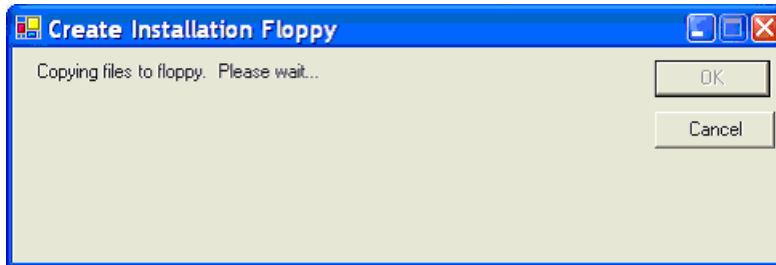 Create Installation Floppy
Copying files to floppy.  Please wait...
OK
Cancel